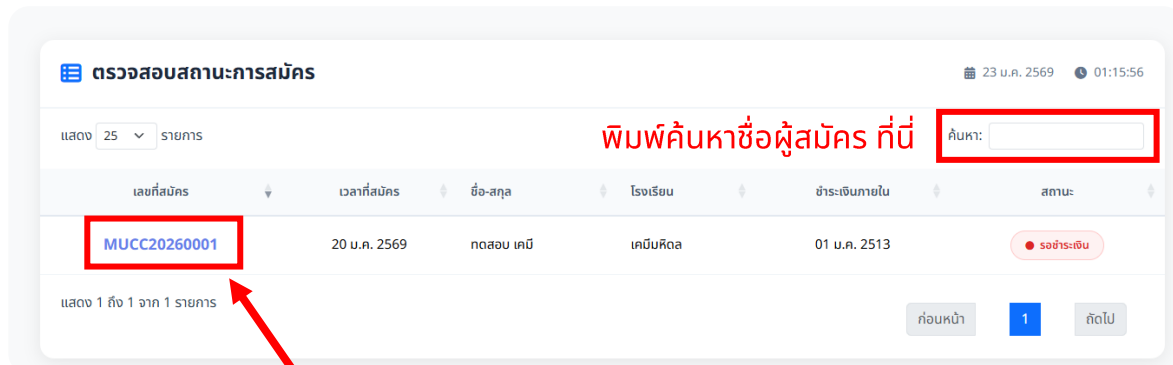 ตรวจสอบสถานะการสมัคร 23 ม.ค. 2569 01:15:56
แสดง 25 รายการ พิมพ์ค้นหาชื่อผู้สมัคร ที่นี่ ค้นหา:
เลขที่สมัคร เวลาที่สมัคร ชื่อ-สกุล โรงเรียน ชำระเงินภายใน สถานะ
MUCC20260001 20 ม.ค. 2569 ทดสอบ เคมี เคมีมหิดล 01 ม.ค. 2513 รอชำระเงิน
แสดง 1 ถึง 1 จาก 1 รายการ
ก่อนหน้า 1 ถัดไป